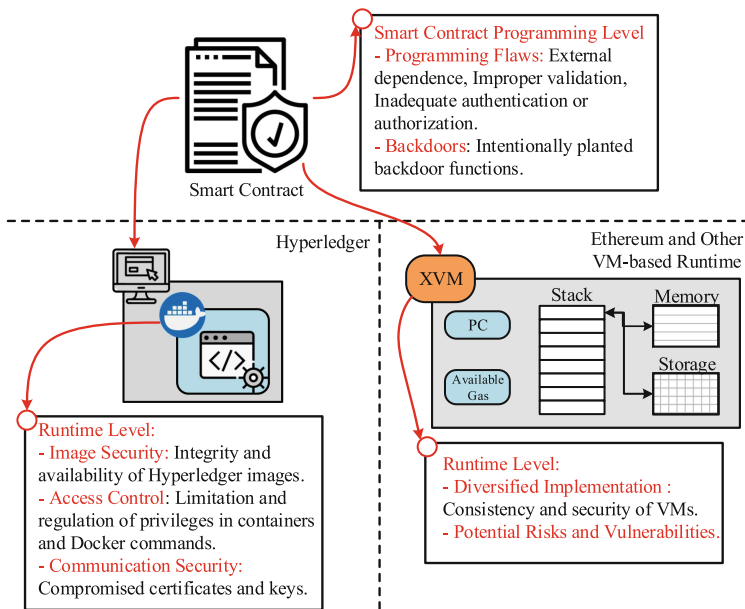 Smart Contract Programming Level
- Programming Flaws: External
dependence, Improper validation,
Inadequate authentication or
authorization.
- Backdoors: Intentionally planted
backdoor functions.
Smart Contract
Hyperledger
Ethereum and Other
VM-based Runtime
XVM
Stack
Memory
PC
Storage
Available
Gas
</>
Runtime Level:
- Image Security: Integrity and
availability of Hyperledger images.
- Access Control: Limitation and
regulation of privileges in containers
and Docker commands.
- Communication Security:
Compromised certificates and keys.
Runtime Level:
- Diversified Implementation :
Consistency and security of VMs.
- Potential Risks and Vulnerabilities.